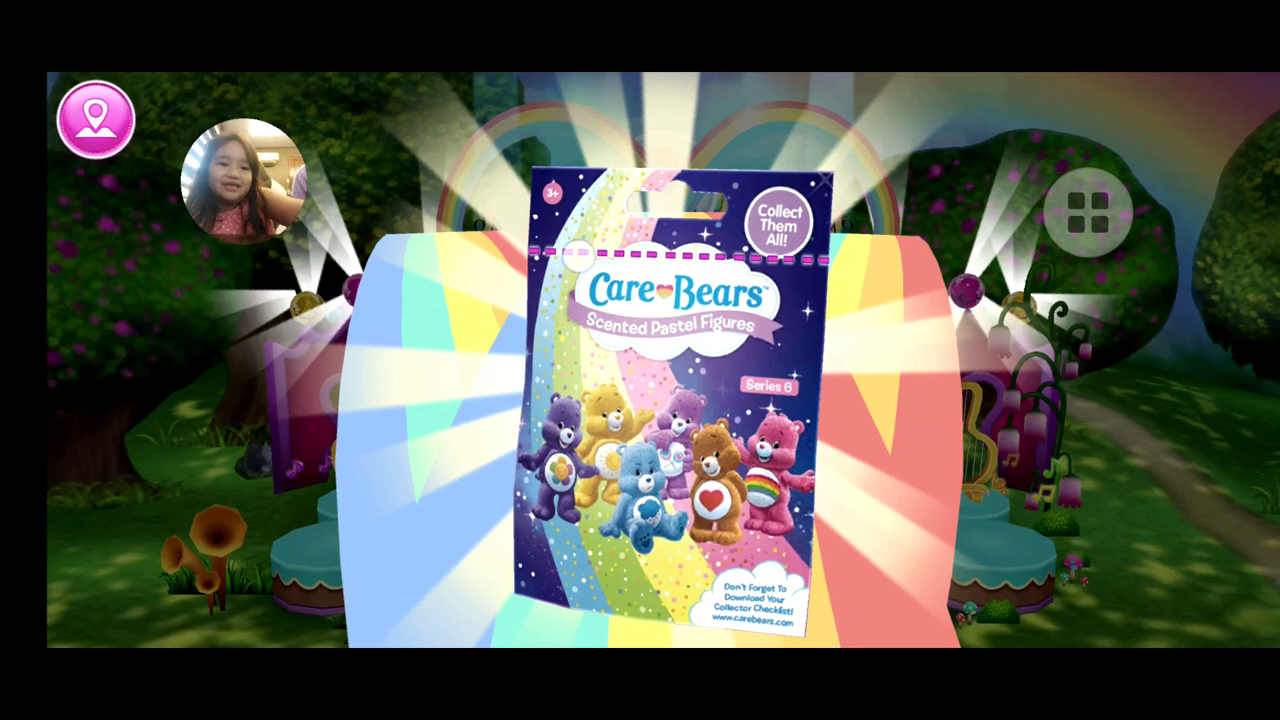 3+
Collect
Them
All!
Care Bears™
Scented Pastel Figures
Series 6
Don't Forget To
Download Your
Collector Checklist!
www.carebears.com